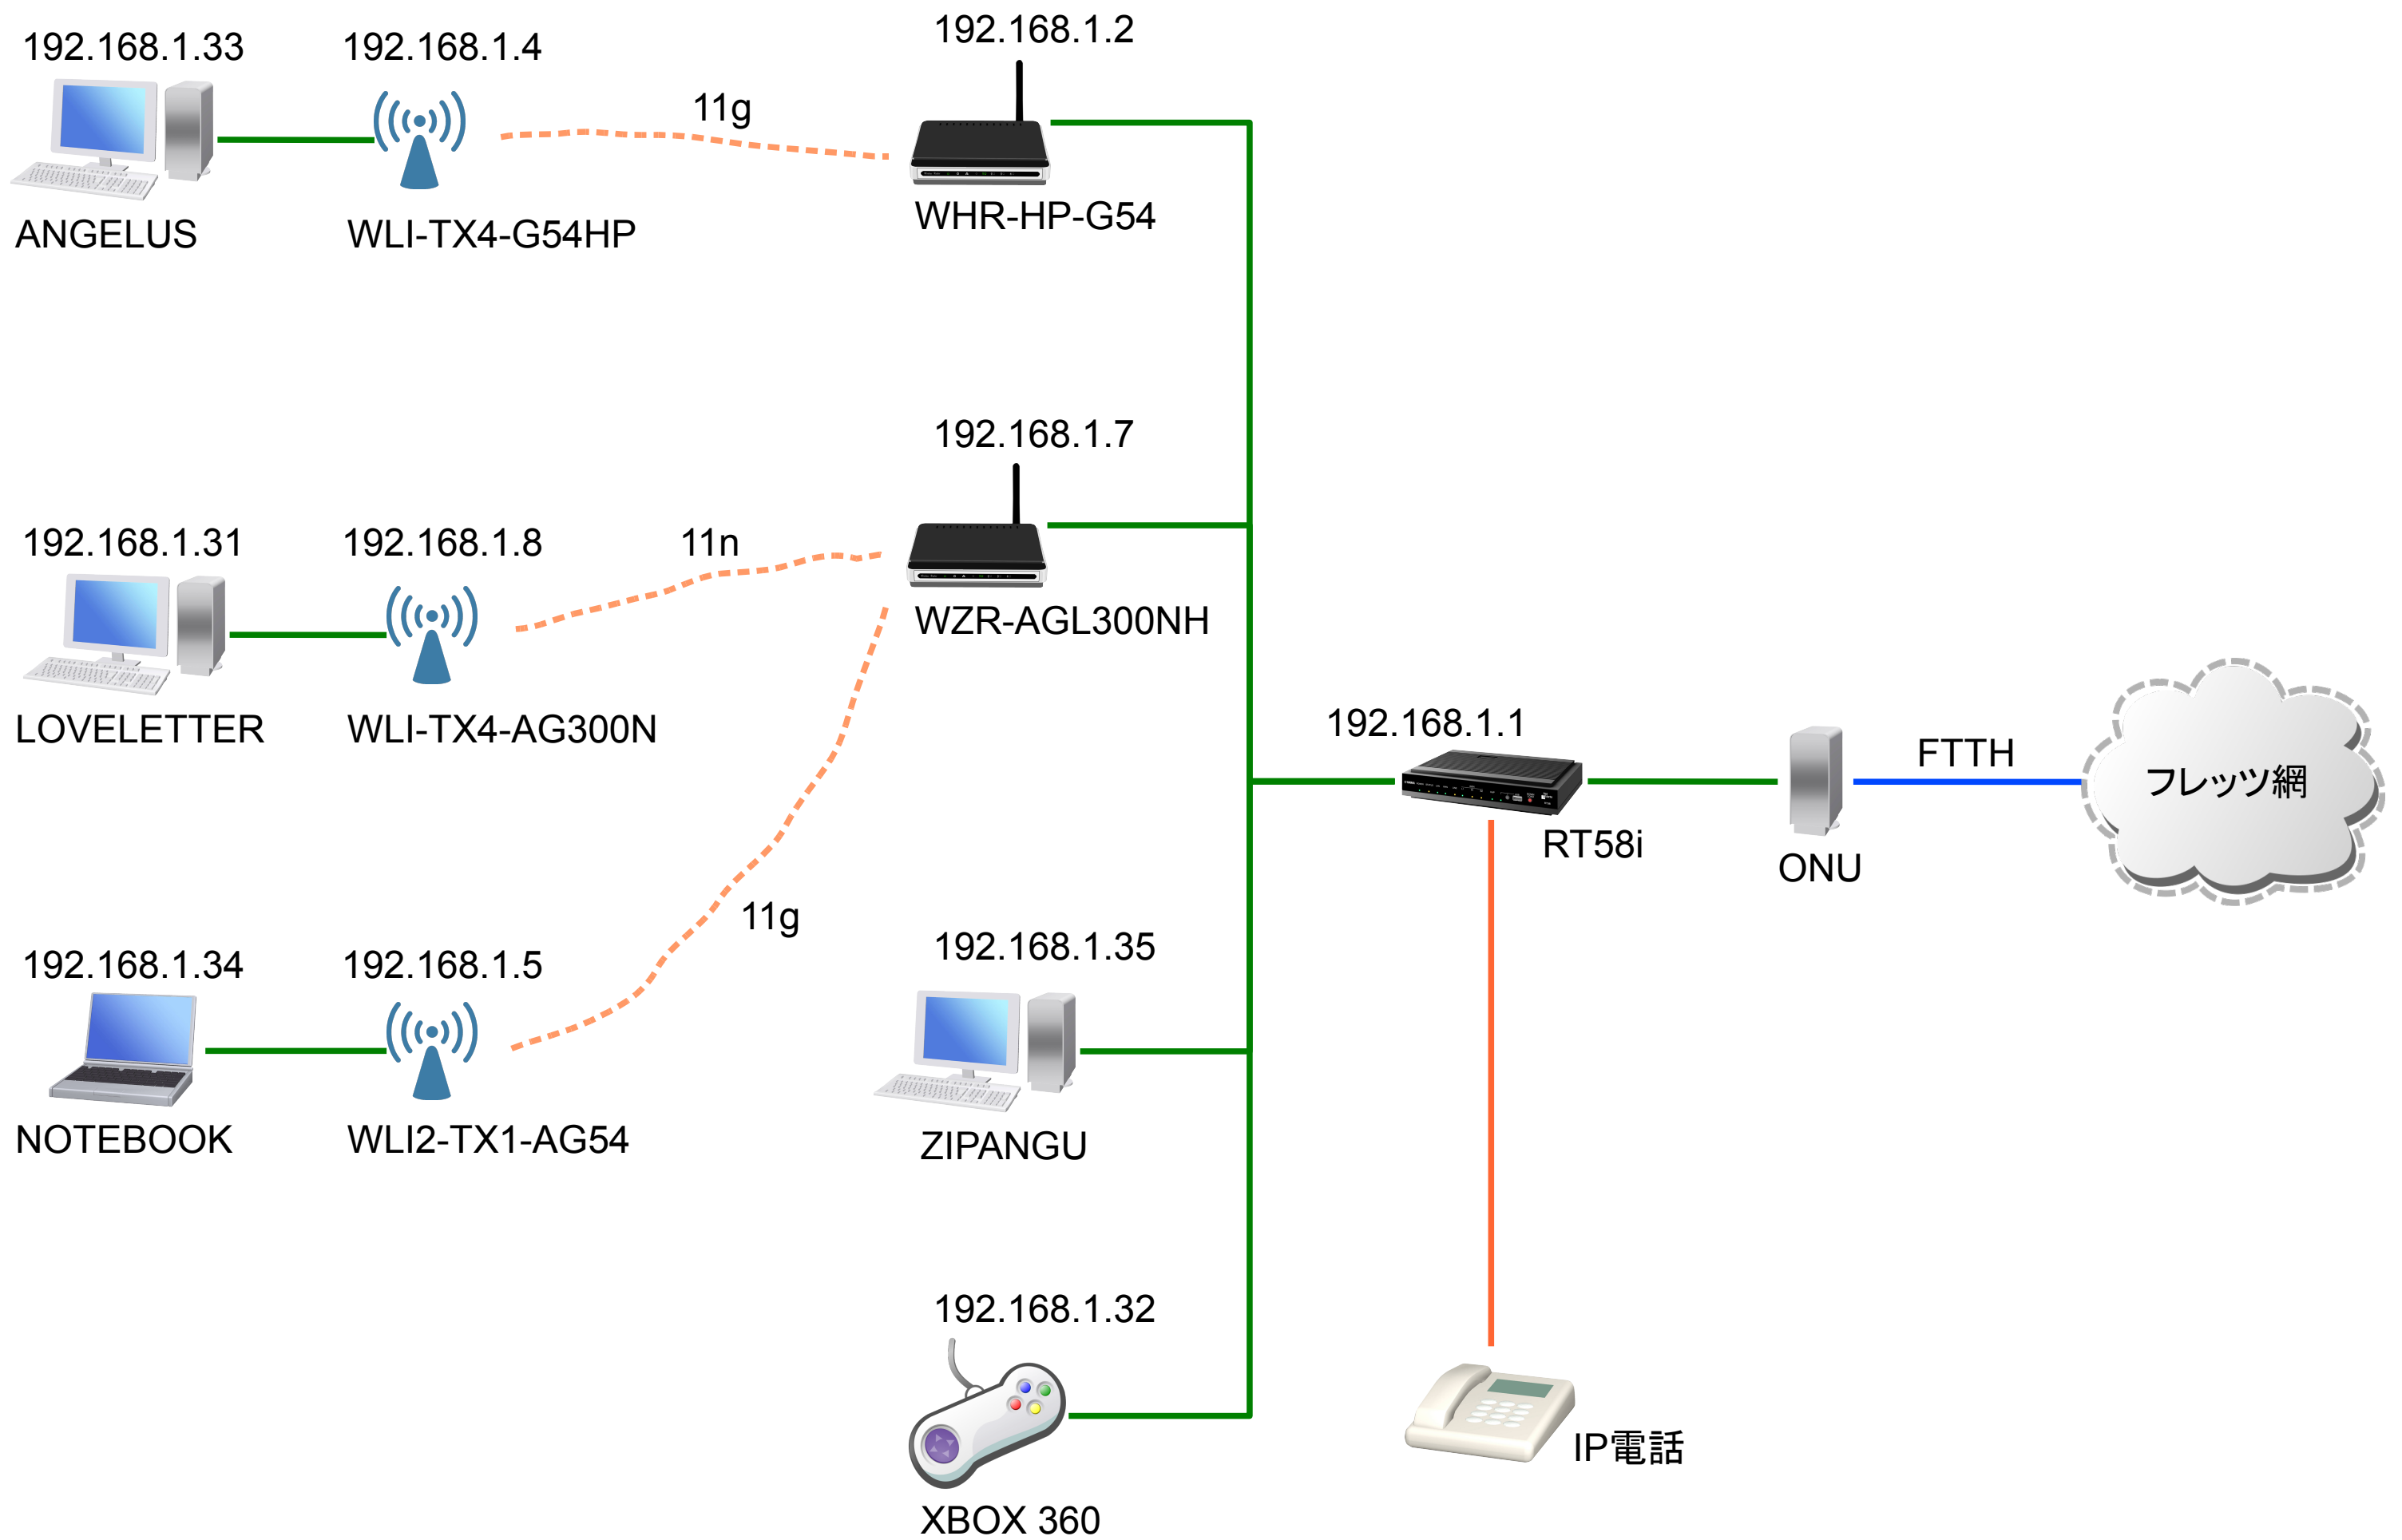 192.168.1.33
192.168.1.4
192.168.1.2
11g
ANGELUS
WLI-TX4-G54HP
WHR-HP-G54
192.168.1.7
192.168.1.31
192.168.1.8
11n
WZR-AGL300NH
LOVELETTER
WLI-TX4-AG300N
192.168.1.1
FTTH
フレッツ網
RT58i
ONU
11g
192.168.1.34
192.168.1.5
192.168.1.35
NOTEBOOK
WLI2-TX1-AG54
ZIPANGU
192.168.1.32
IP電話
XBOX 360